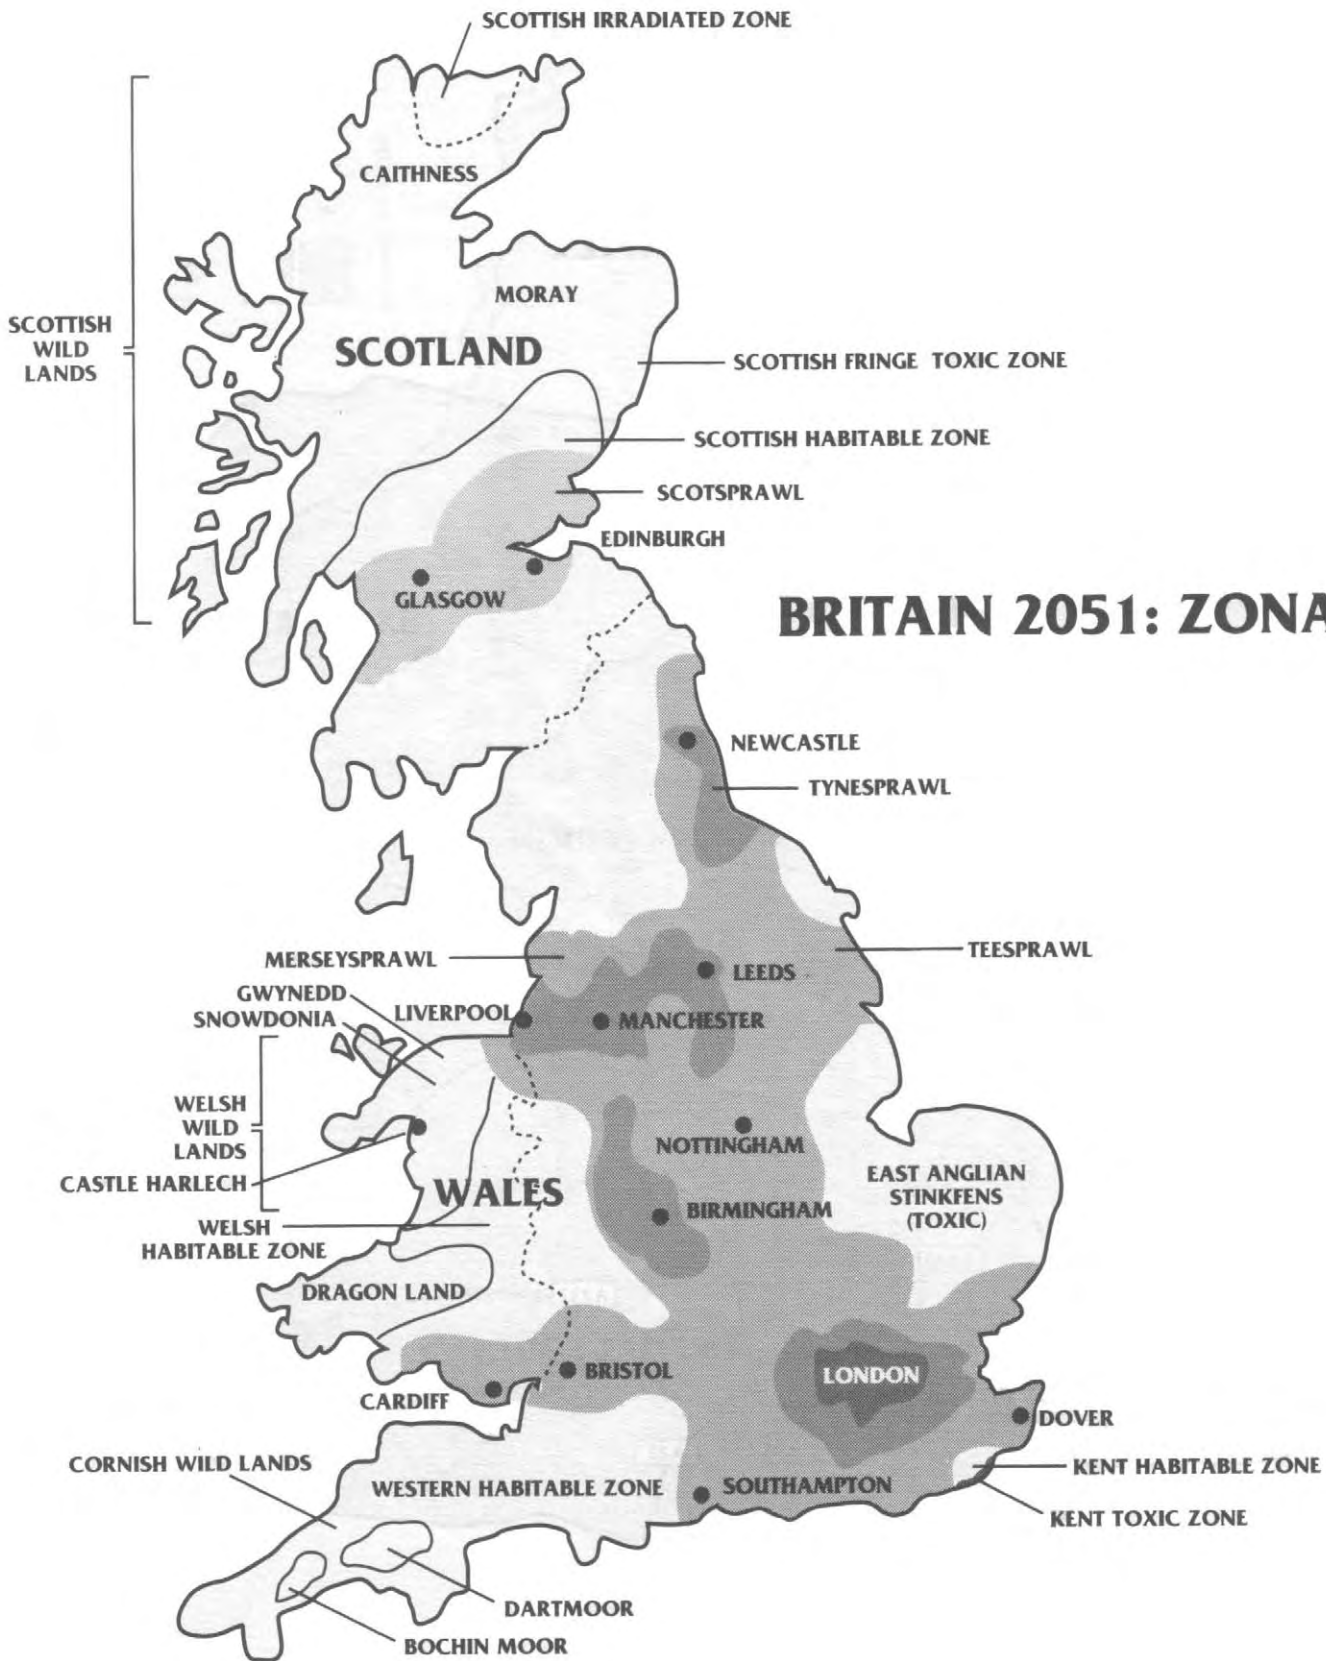 SCOTTISH IRRADIATED ZONE
CAITHNESS
MORAY
SCOTTISH
WILD
LANDS
SCOTLAND
SCOTTISH FRINGE TOXIC ZONE
SCOTTISH HABITABLE ZONE
SCOTSPRAWL
EDINBURGH
GLASGOW
BRITAIN 2051: ZONA
NEWCASTLE
TYNESPRAWL
MERSEYSPRAWL
LEEDS
TEESPRAWL
GWYNEDD
SNOWDONIA
LIVERPOOL
MANCHESTER
WELSH
WILD
LANDS
NOTTINGHAM
CASTLE HARLECH
WALES
BIRMINGHAM
EAST ANGLIAN
STINKFENS
(TOXIC)
WELSH
HABITABLE ZONE
DRAGON LAND
BRISTOL
LONDON
CARDIFF
DOVER
CORNISH WILD LANDS
WESTERN HABITABLE ZONE
SOUTHAMPTON
KENT HABITABLE ZONE
KENT TOXIC ZONE
DARTMOOR
BOCHIN MOOR